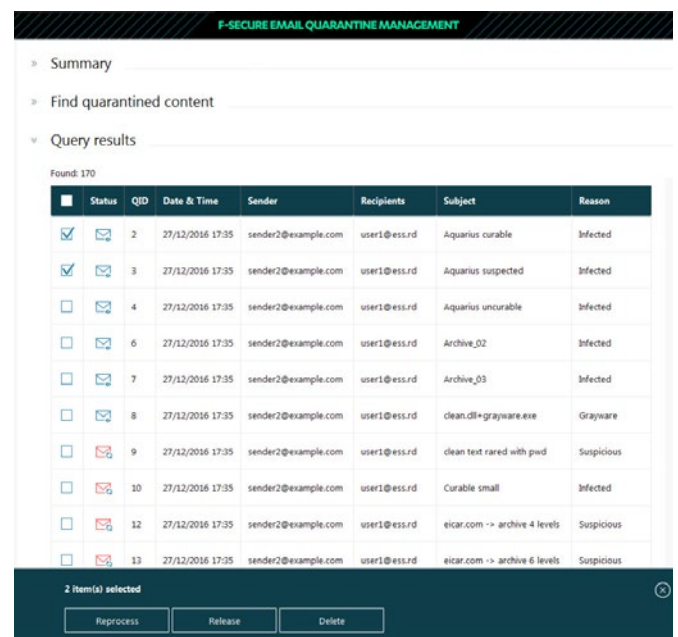 F-SECURE EMAIL QUARANTINE MANAGEMENT
Summary
Find quarantined content
Query results
Found: 170
Status QID Date & Time Sender Recipients Subject Reason
2 27/12/2016 17:35 sender2@example.com user1@ess.rd Aquarius curable Infected
3 27/12/2016 17:35 sender2@example.com user1@ess.rd Aquarius suspected Infected
4 27/12/2016 17:35 sender2@example.com user1@ess.rd Aquarius uncurable Infected
6 27/12/2016 17:35 sender2@example.com user1@ess.rd Archive_02 Infected
7 27/12/2016 17:35 sender2@example.com user1@ess.rd Archive_03 Infected
8 27/12/2016 17:35 sender2@example.com user1@ess.rd clean.dll+grayware.exe Grayware
9 27/12/2016 17:35 sender2@example.com user1@ess.rd clean text rared with pwd Suspicious
10 27/12/2016 17:35 sender2@example.com user1@ess.rd Curable small Infected
12 27/12/2016 17:35 sender2@example.com user1@ess.rd eicar.com -> archive 4 levels Suspicious
13 27/12/2016 17:35 sender2@example.com user1@ess.rd eicar.com -> archive 6 levels Suspicious
2 item(s) selected
Reprocess Release Delete